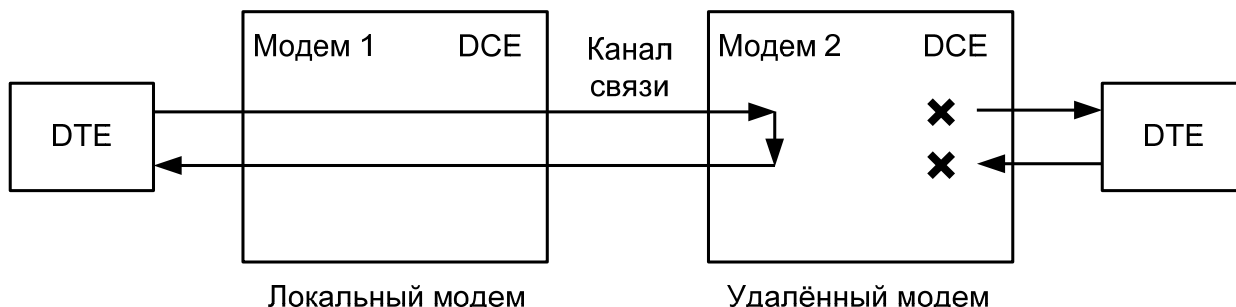 Модем 1 DCE
Канал
связи
Модем 2 DCE
DTE
DTE
Локальный модем
Удалённый модем